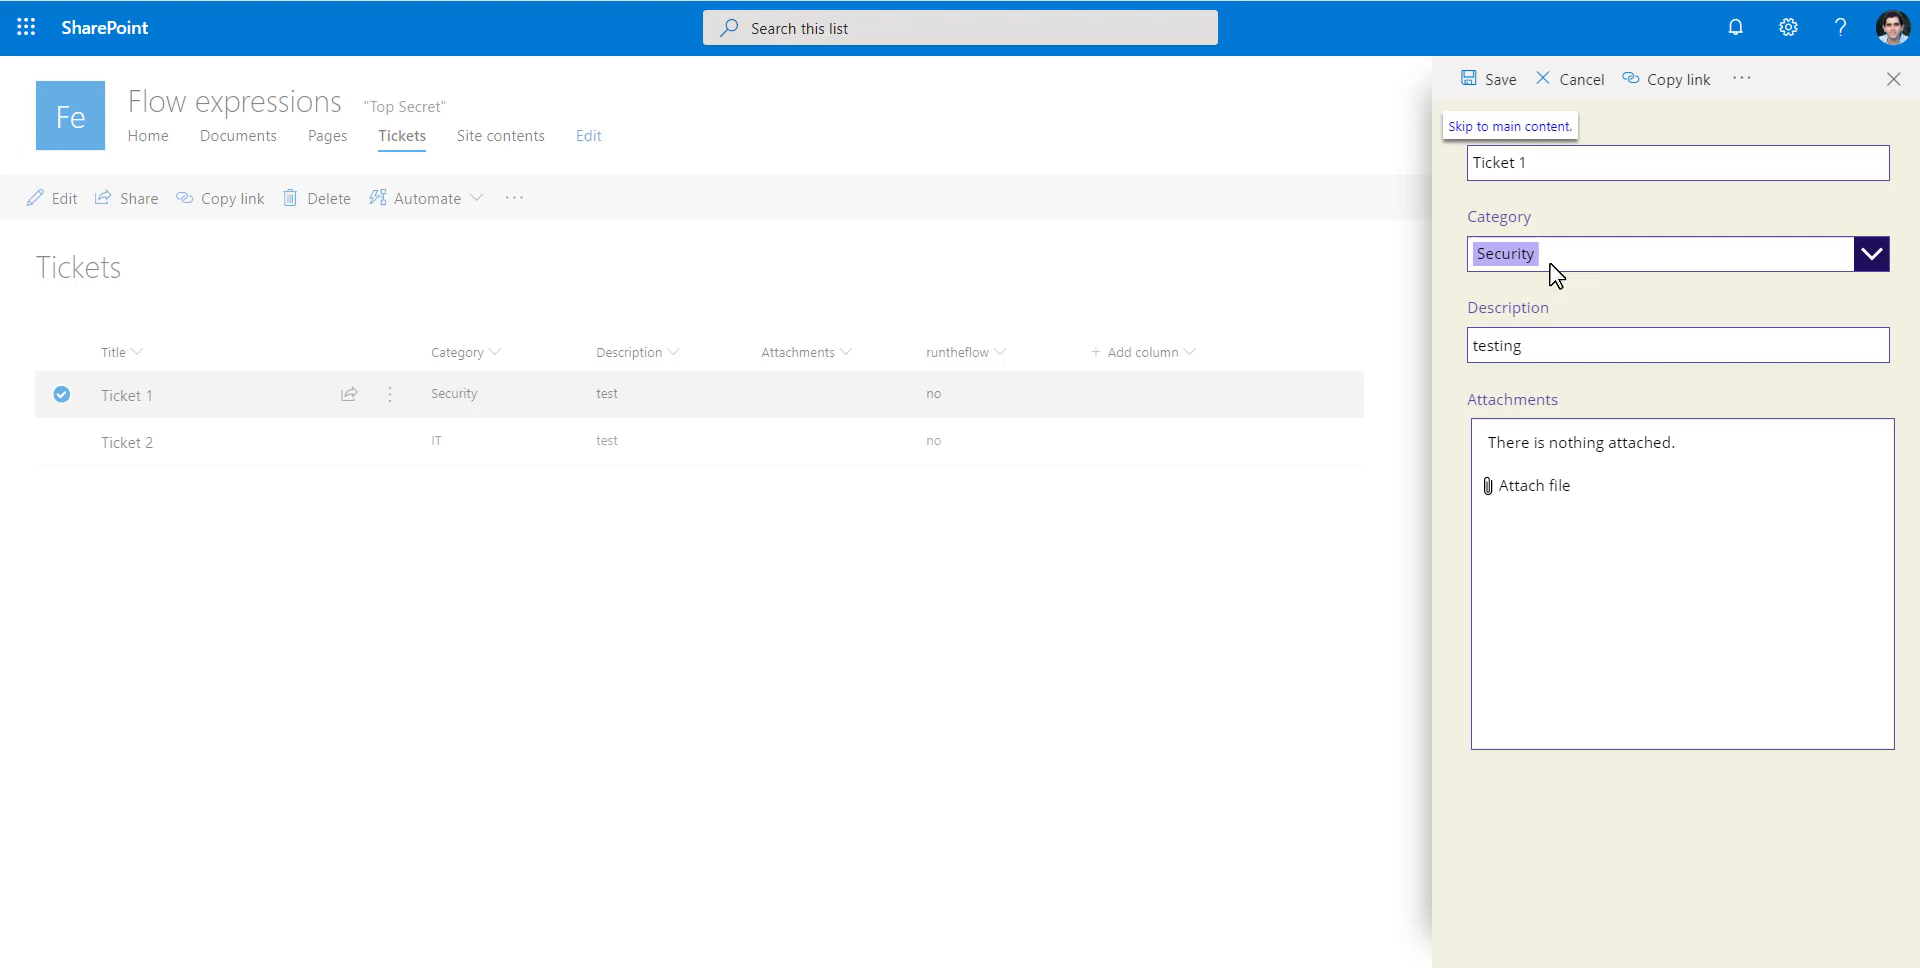 SharePoint
Search this list
Fe
Flow expressions "Top Secret"
Home Documents Pages Tickets Site contents Edit
Edit Share Copy link Delete Automate
Tickets
Title Category Description Attachments runtheflow + Add column
Ticket 1 Security test no
Ticket 2 IT test no
Save Cancel Copy link
Skip to main content.
Ticket 1
Category
Security
Description
testing
Attachments
There is nothing attached.
Attach file